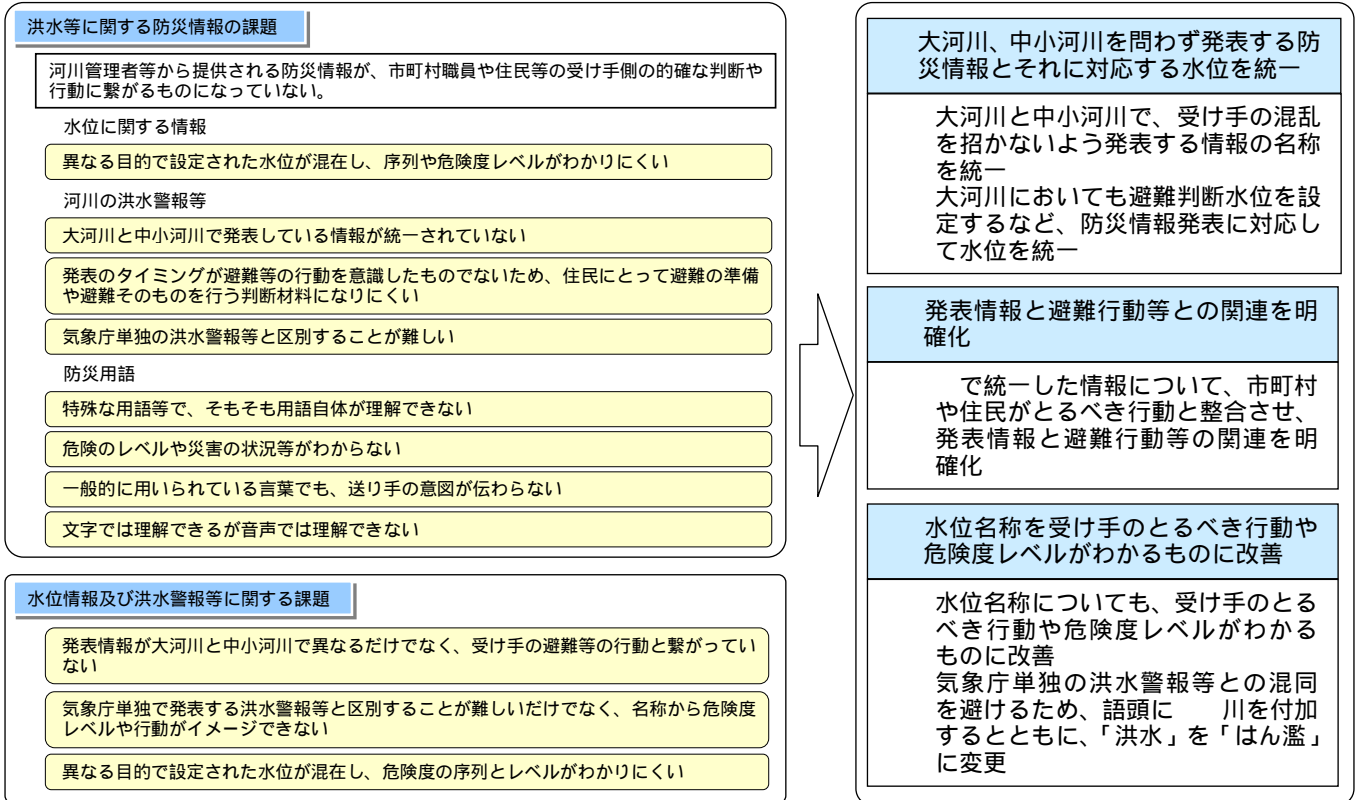 洪水等に関する防災情報の課題
河川管理者等から提供される防災情報が、市町村職員や住民等の受け手側の的確な判断や
行動に繋がるものになっていない。
水位に関する情報
異なる目的で設定された水位が混在し、序列や危険度レベルがわかりにくい
河川の洪水警報等
大河川と中小河川で発表している情報が統一されていない
発表のタイミングが避難等の行動を意識したものでないため、住民にとって避難の準備
や避難そのものを行う判断材料になりにくい
気象庁単独の洪水警報等と区別することが難しい
防災用語
特殊な用語等で、そもそも用語自体が理解できない
危険のレベルや災害の状況等がわからない
一般的に用いられている言葉でも、送り手の意図が伝わらない
文字では理解できるが音声では理解できない
水位情報及び洪水警報等に関する課題
発表情報が大河川と中小河川で異なるだけでなく、受け手の避難等の行動と繋がってい
ない
気象庁単独で発表する洪水警報等と区別することが難しいだけでなく、名称から危険度
レベルや行動がイメージできない
異なる目的で設定された水位が混在し、危険度の序列とレベルがわかりにくい
大河川、中小河川を問わず発表する防
災情報とそれに対応する水位を統一
大河川と中小河川で、受け手の混乱
を招かないよう発表する情報の名称
を統一
大河川においても避難判断水位を設
定するなど、防災情報発表に対応し
て水位を統一
発表情報と避難行動等との関連を明
確化
で統一した情報について、市町村
や住民がとるべき行動と整合させ、
発表情報と避難行動等の関連を明
確化
水位名称を受け手のとるべき行動や
危険度レベルがわかるものに改善
水位名称についても、受け手のとる
べき行動や危険度レベルがわかる
ものに改善
気象庁単独の洪水警報等との混同
を避けるため、語頭に　　川を付加
するとともに、「洪水」を「はん濫」
に変更